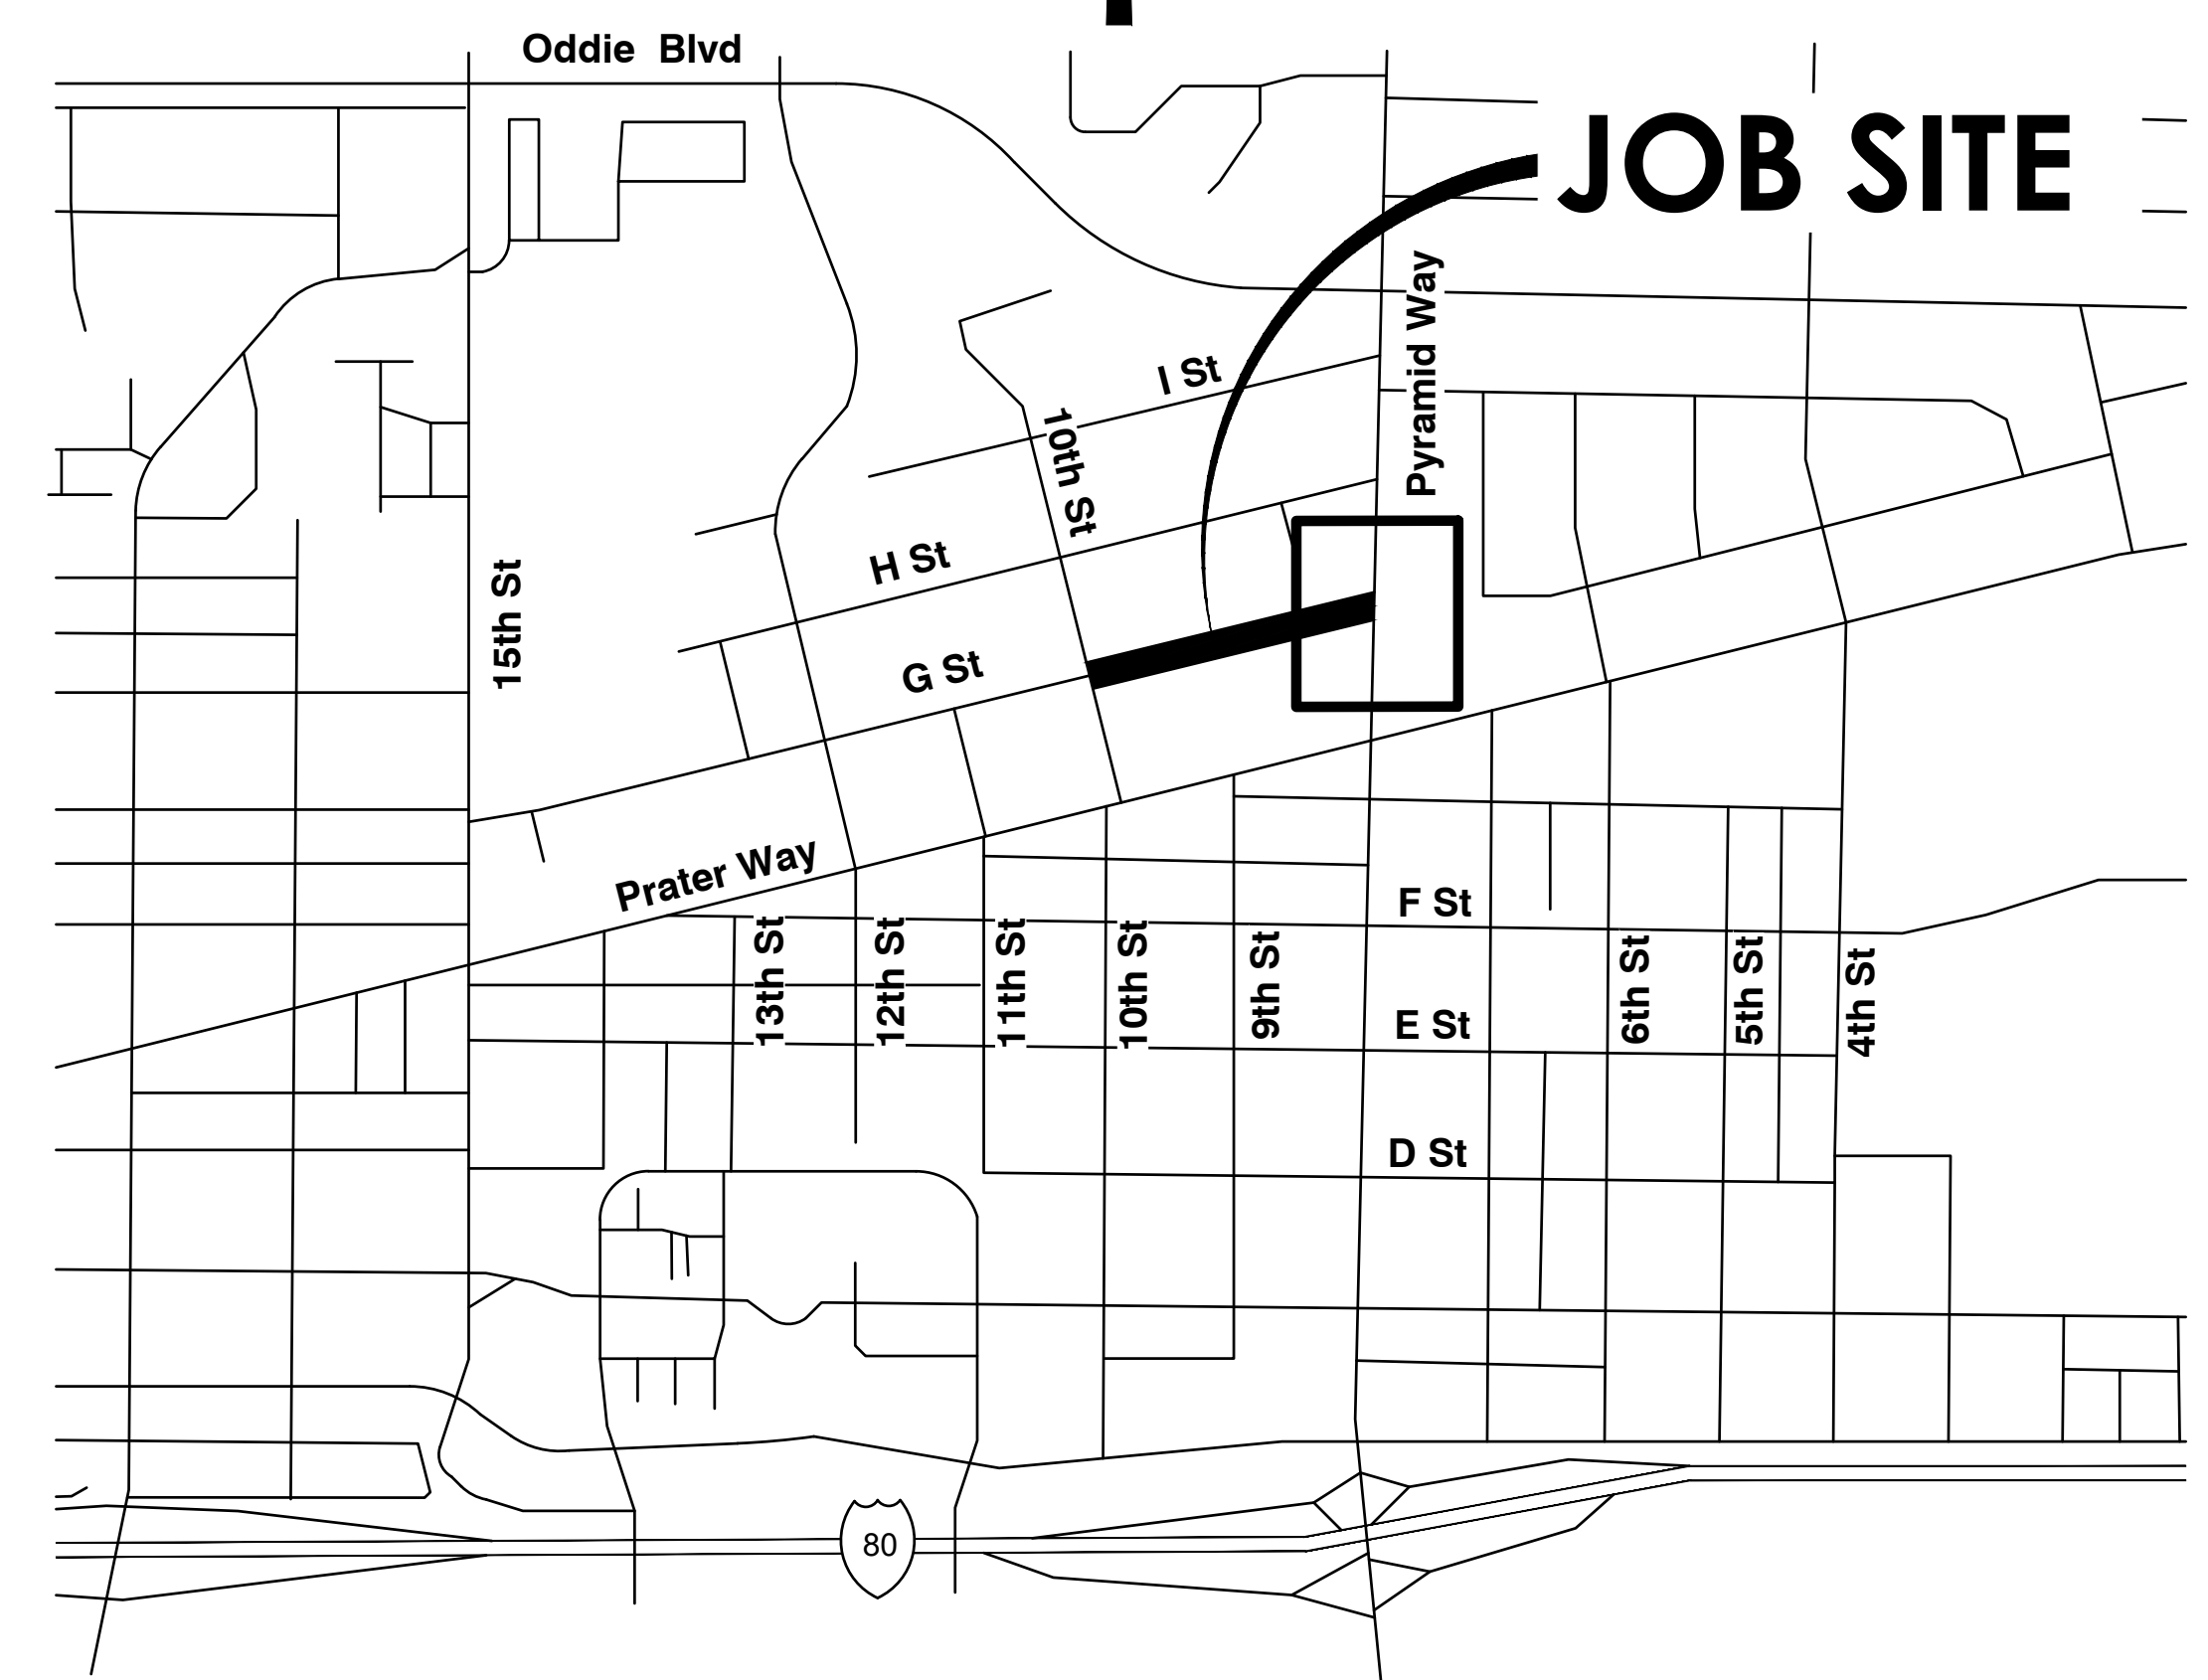 Oddie Blvd
JOB SITE
Pyramid Way
I St
10th St
H St
15th St
G St
Prater Way
F St
13th St
12th St
11th St
10th St
9th St
6th St
5th St
4th St
E St
D St
80